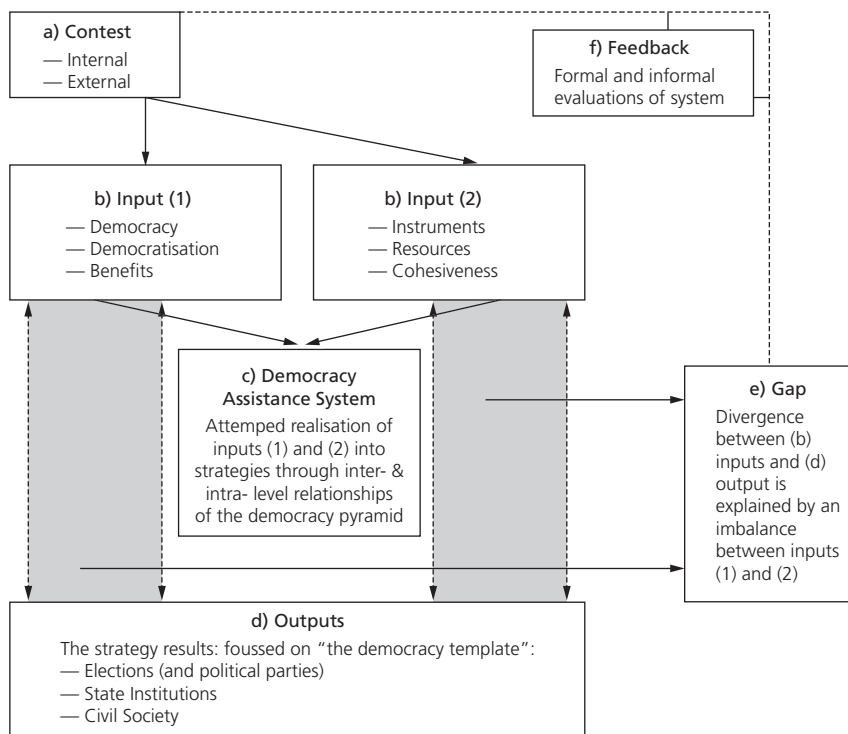 a) Contest
— Internal
— External
f) Feedback
Formal and informal
evaluations of system
b) Input (1)
— Democracy
— Democratisation
— Benefits
b) Input (2)
— Instruments
— Resources
— Cohesiveness
c) Democracy
Assistance System
Attemped realisation of
inputs (1) and (2) into
strategies through inter- &
intra- level relationships
of the democracy pyramid
e) Gap
Divergence
between (b)
inputs and (d)
output is
explained by an
imbalance
between inputs
(1) and (2)
d) Outputs
The strategy results: foussed on “the democracy template”:
— Elections (and political parties)
— State Institutions
— Civil Society